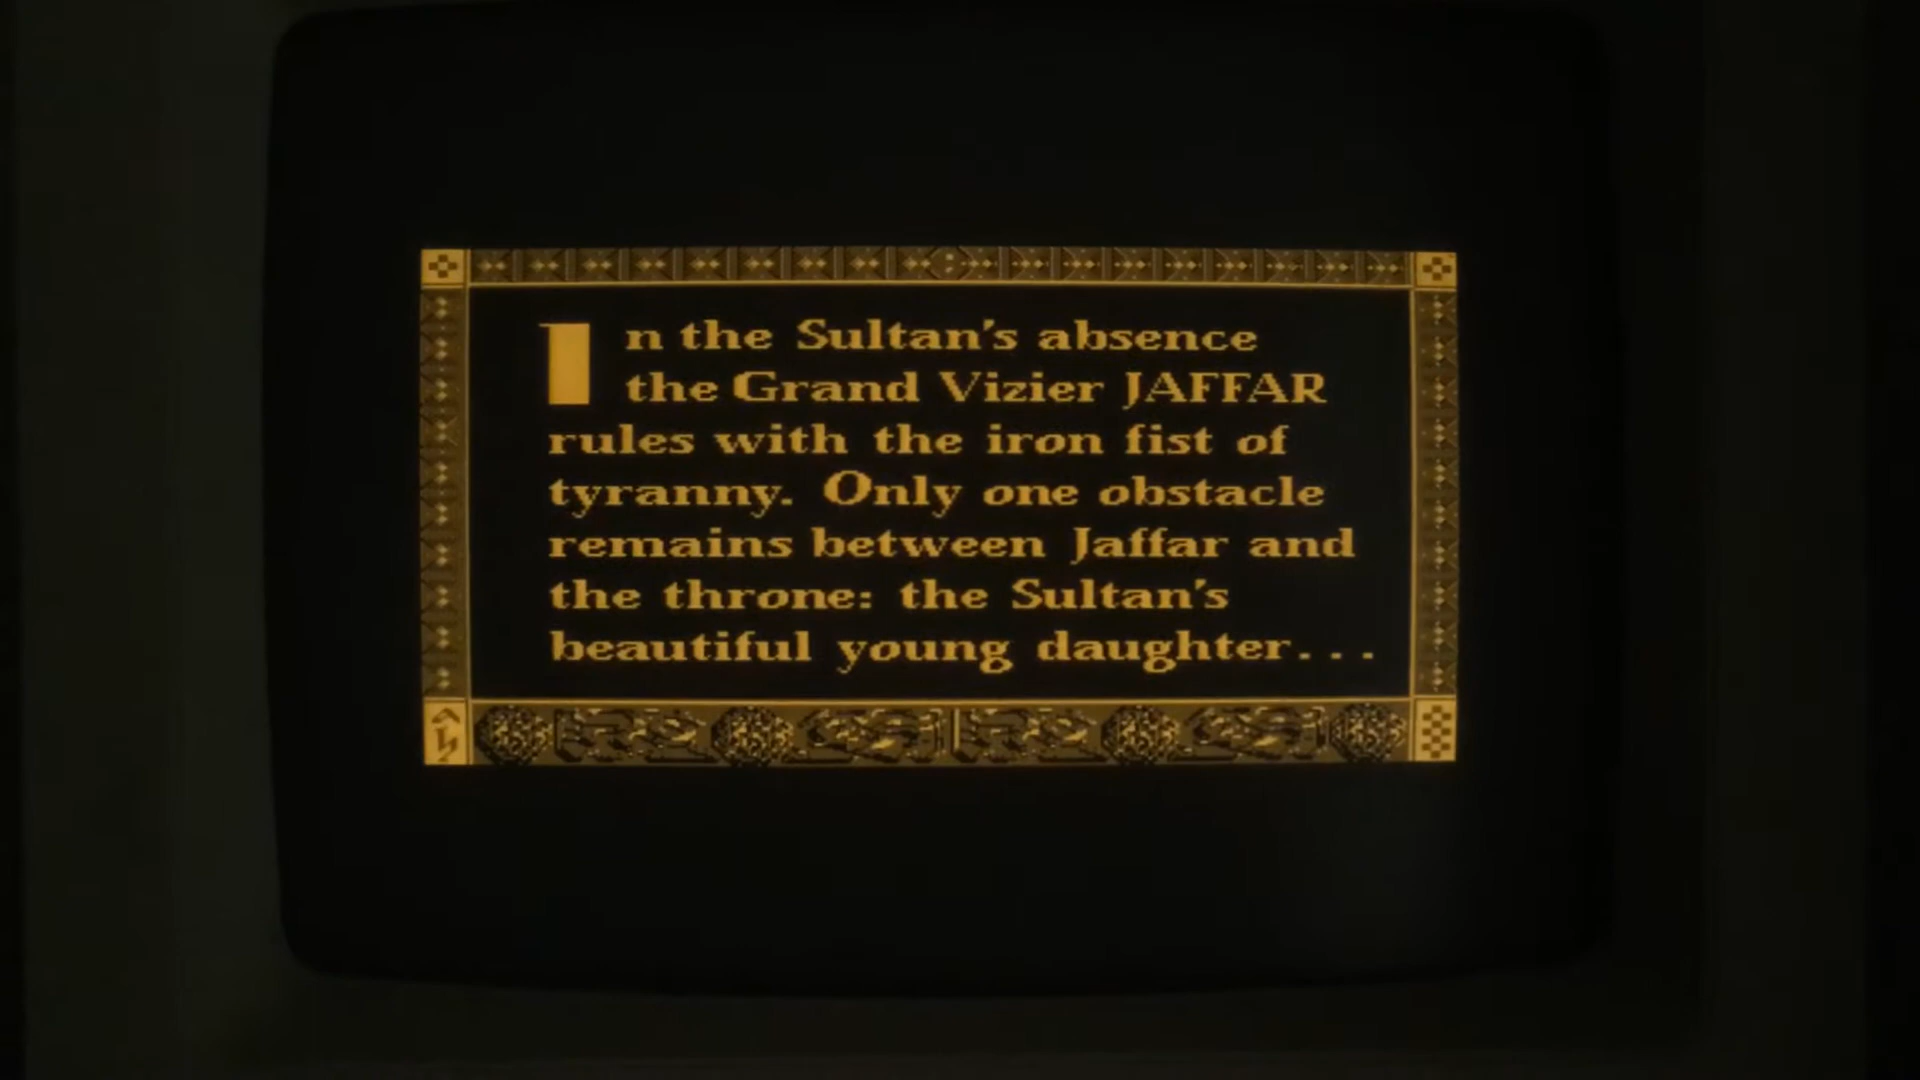 In the Sultan's absence
the Grand Vizier JAFFAR
rules with the iron fist of
tyranny. Only one obstacle
remains between Jaffar and
the throne: the Sultan's
beautiful young daughter...